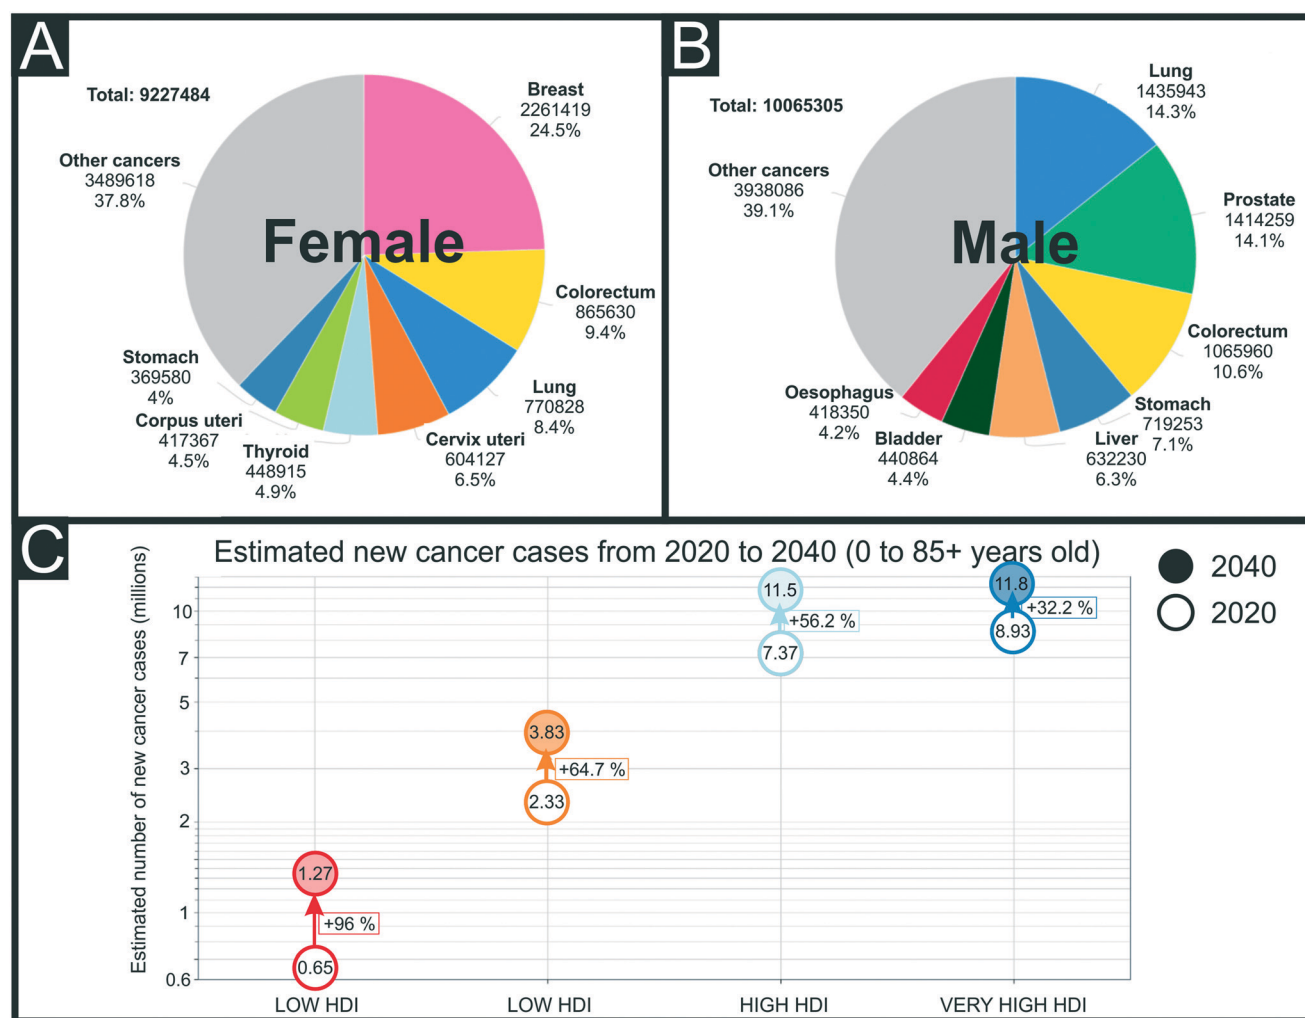 A
Total: 9227484
Female
Breast
2261419
24.5%
Colorectum
865630
9.4%
Lung
770828
8.4%
Cervix uteri
604127
6.5%
Thyroid
448915
4.9%
Corpus uteri
417367
4.5%
Stomach
369580
4%
Other cancers
3489618
37.8%
B
Total: 10065305
Male
Lung
1435943
14.3%
Prostate
1414259
14.1%
Colorectum
1065960
10.6%
Stomach
719253
7.1%
Liver
632230
6.3%
Bladder
440864
4.4%
Oesophagus
418350
4.2%
Other cancers
3938086
39.1%
C
Estimated new cancer cases from 2020 to 2040 (0 to 85+ years old)
2040
2020
Estimated number of new cancer cases (millions)
10
7
5
3
2
1
0.6
1.27
+96 %
0.65
3.83
+64.7 %
2.33
11.5
+56.2 %
7.37
11.8
+32.2 %
8.93
LOW HDI
LOW HDI
HIGH HDI
VERY HIGH HDI